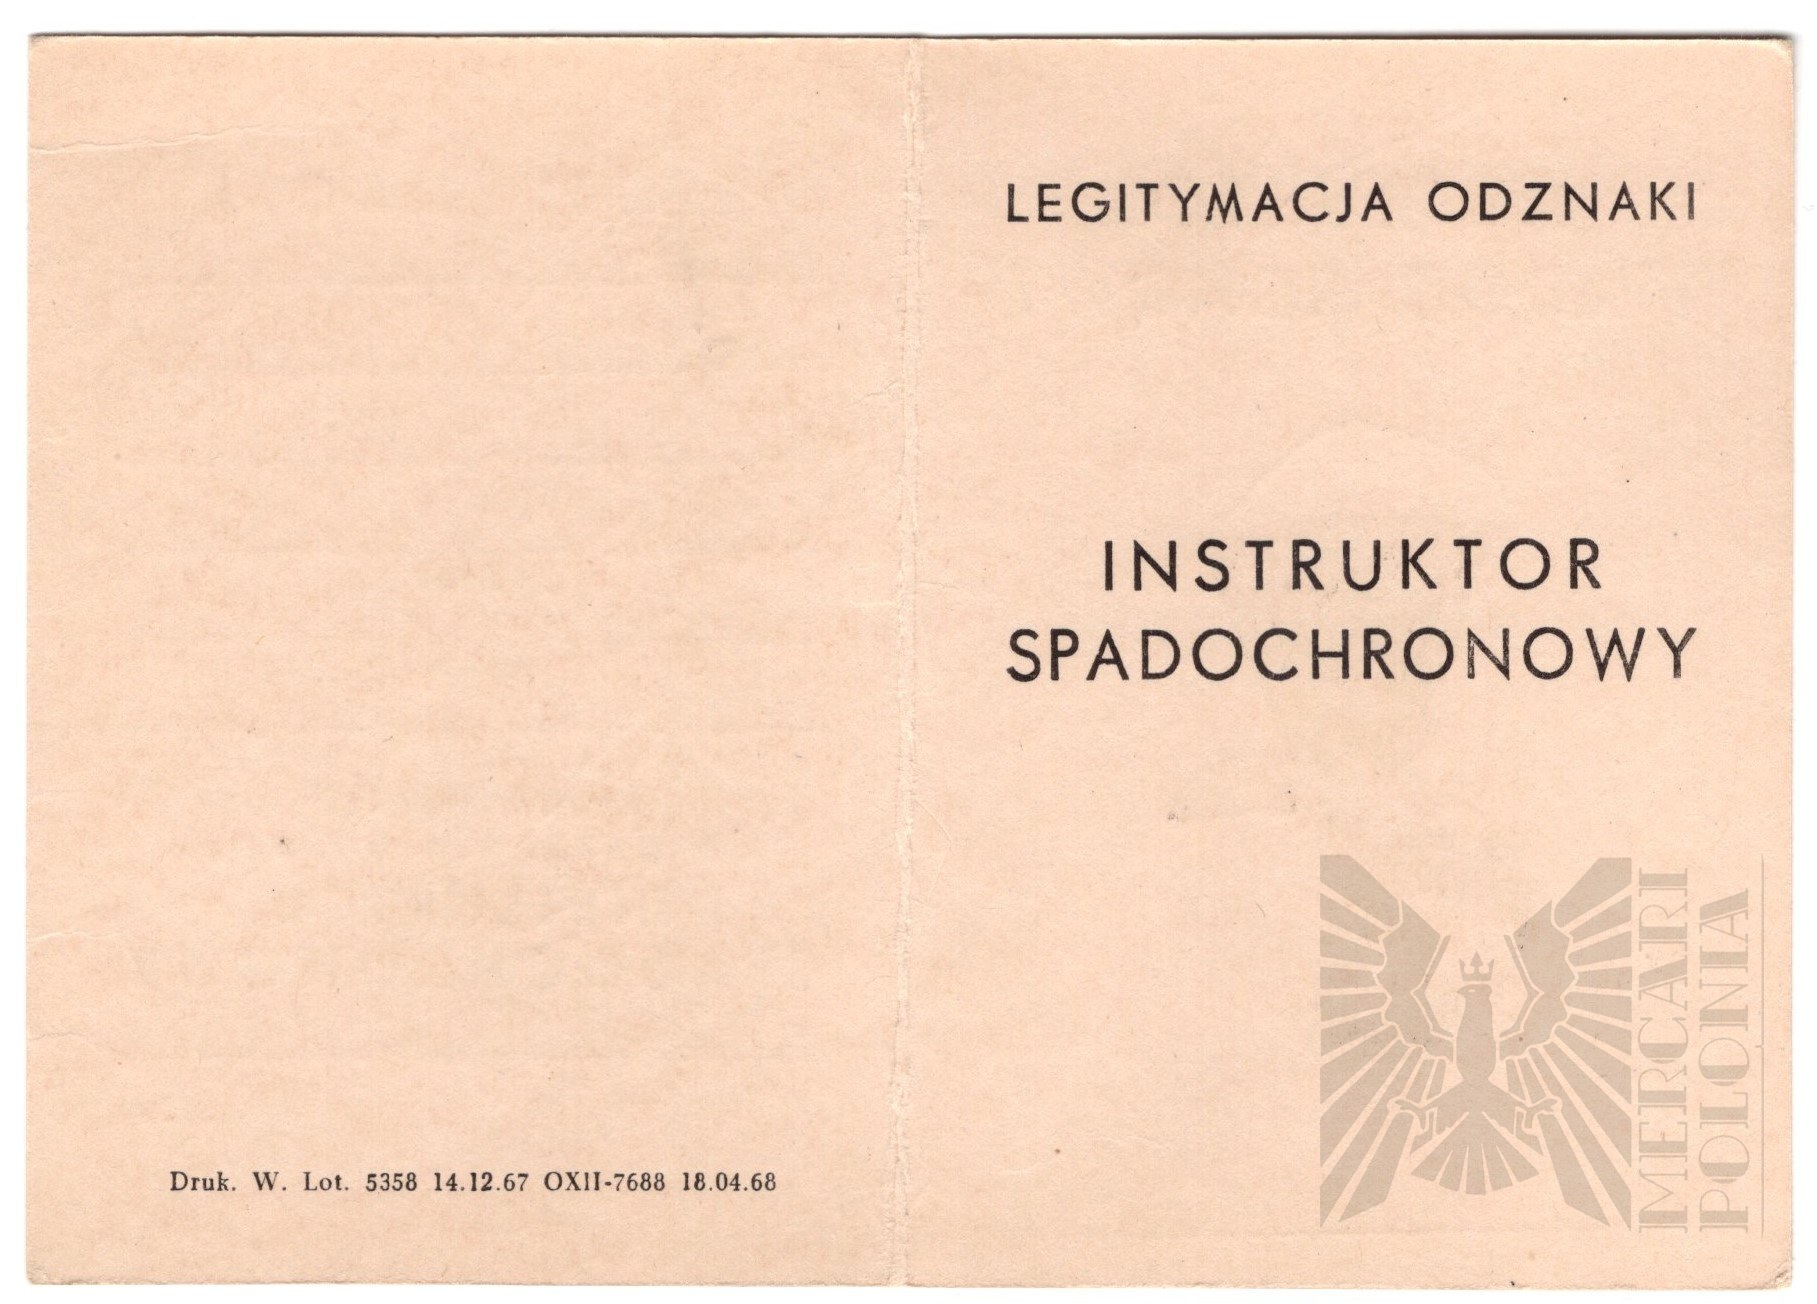 LEGITYMACJA ODZNAKI
INSTRUKTOR
SPADOCHRONOWY
Druk. W. Lot. 5358 14.12.67 OXII-7688 18.04.68
MERCARI
POLONIA